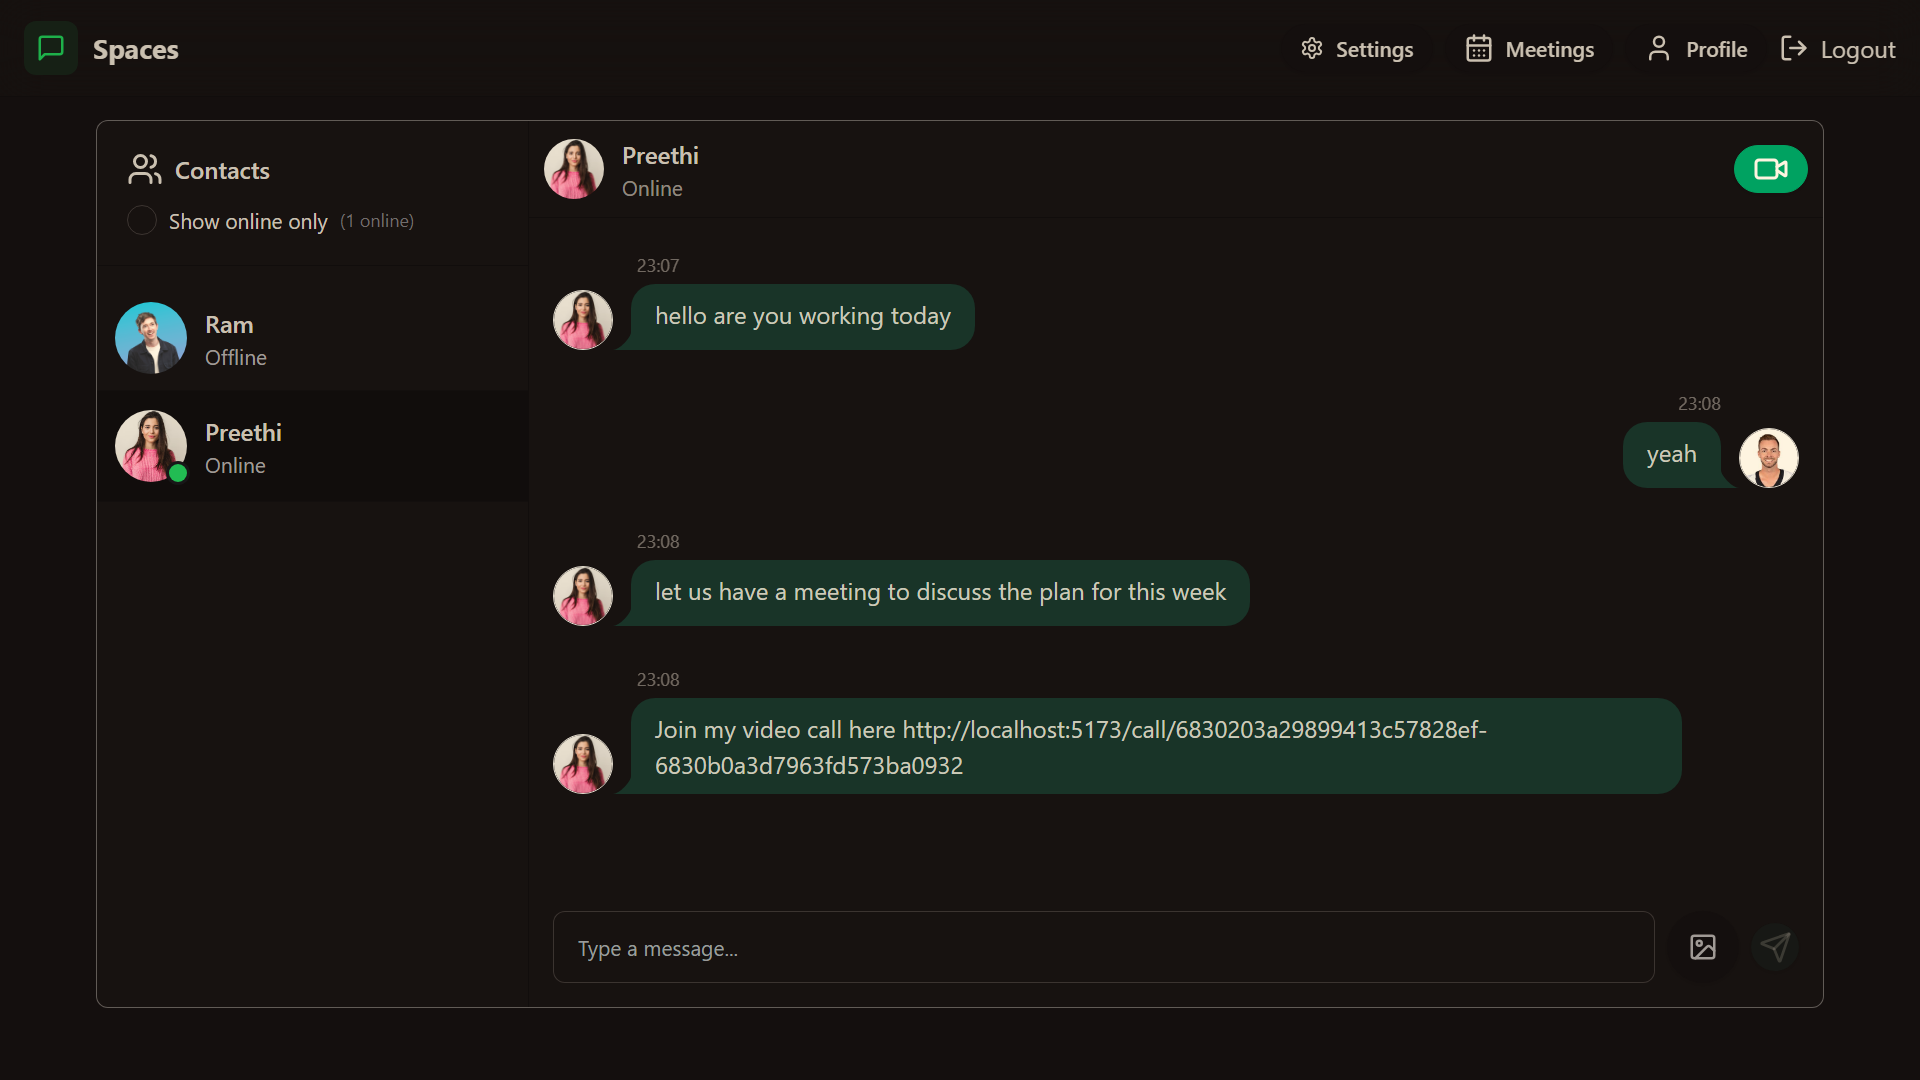 Spaces
Settings
Meetings
Profile
Logout
Contacts
Show online only (1 online)
Ram
Offline
Preethi
Online
Preethi
Online
23:07
hello are you working today
23:08
yeah
23:08
let us have a meeting to discuss the plan for this week
23:08
Join my video call here http://localhost:5173/call/6830203a29899413c57828ef-
6830b0a3d7963fd573ba0932
Type a message...